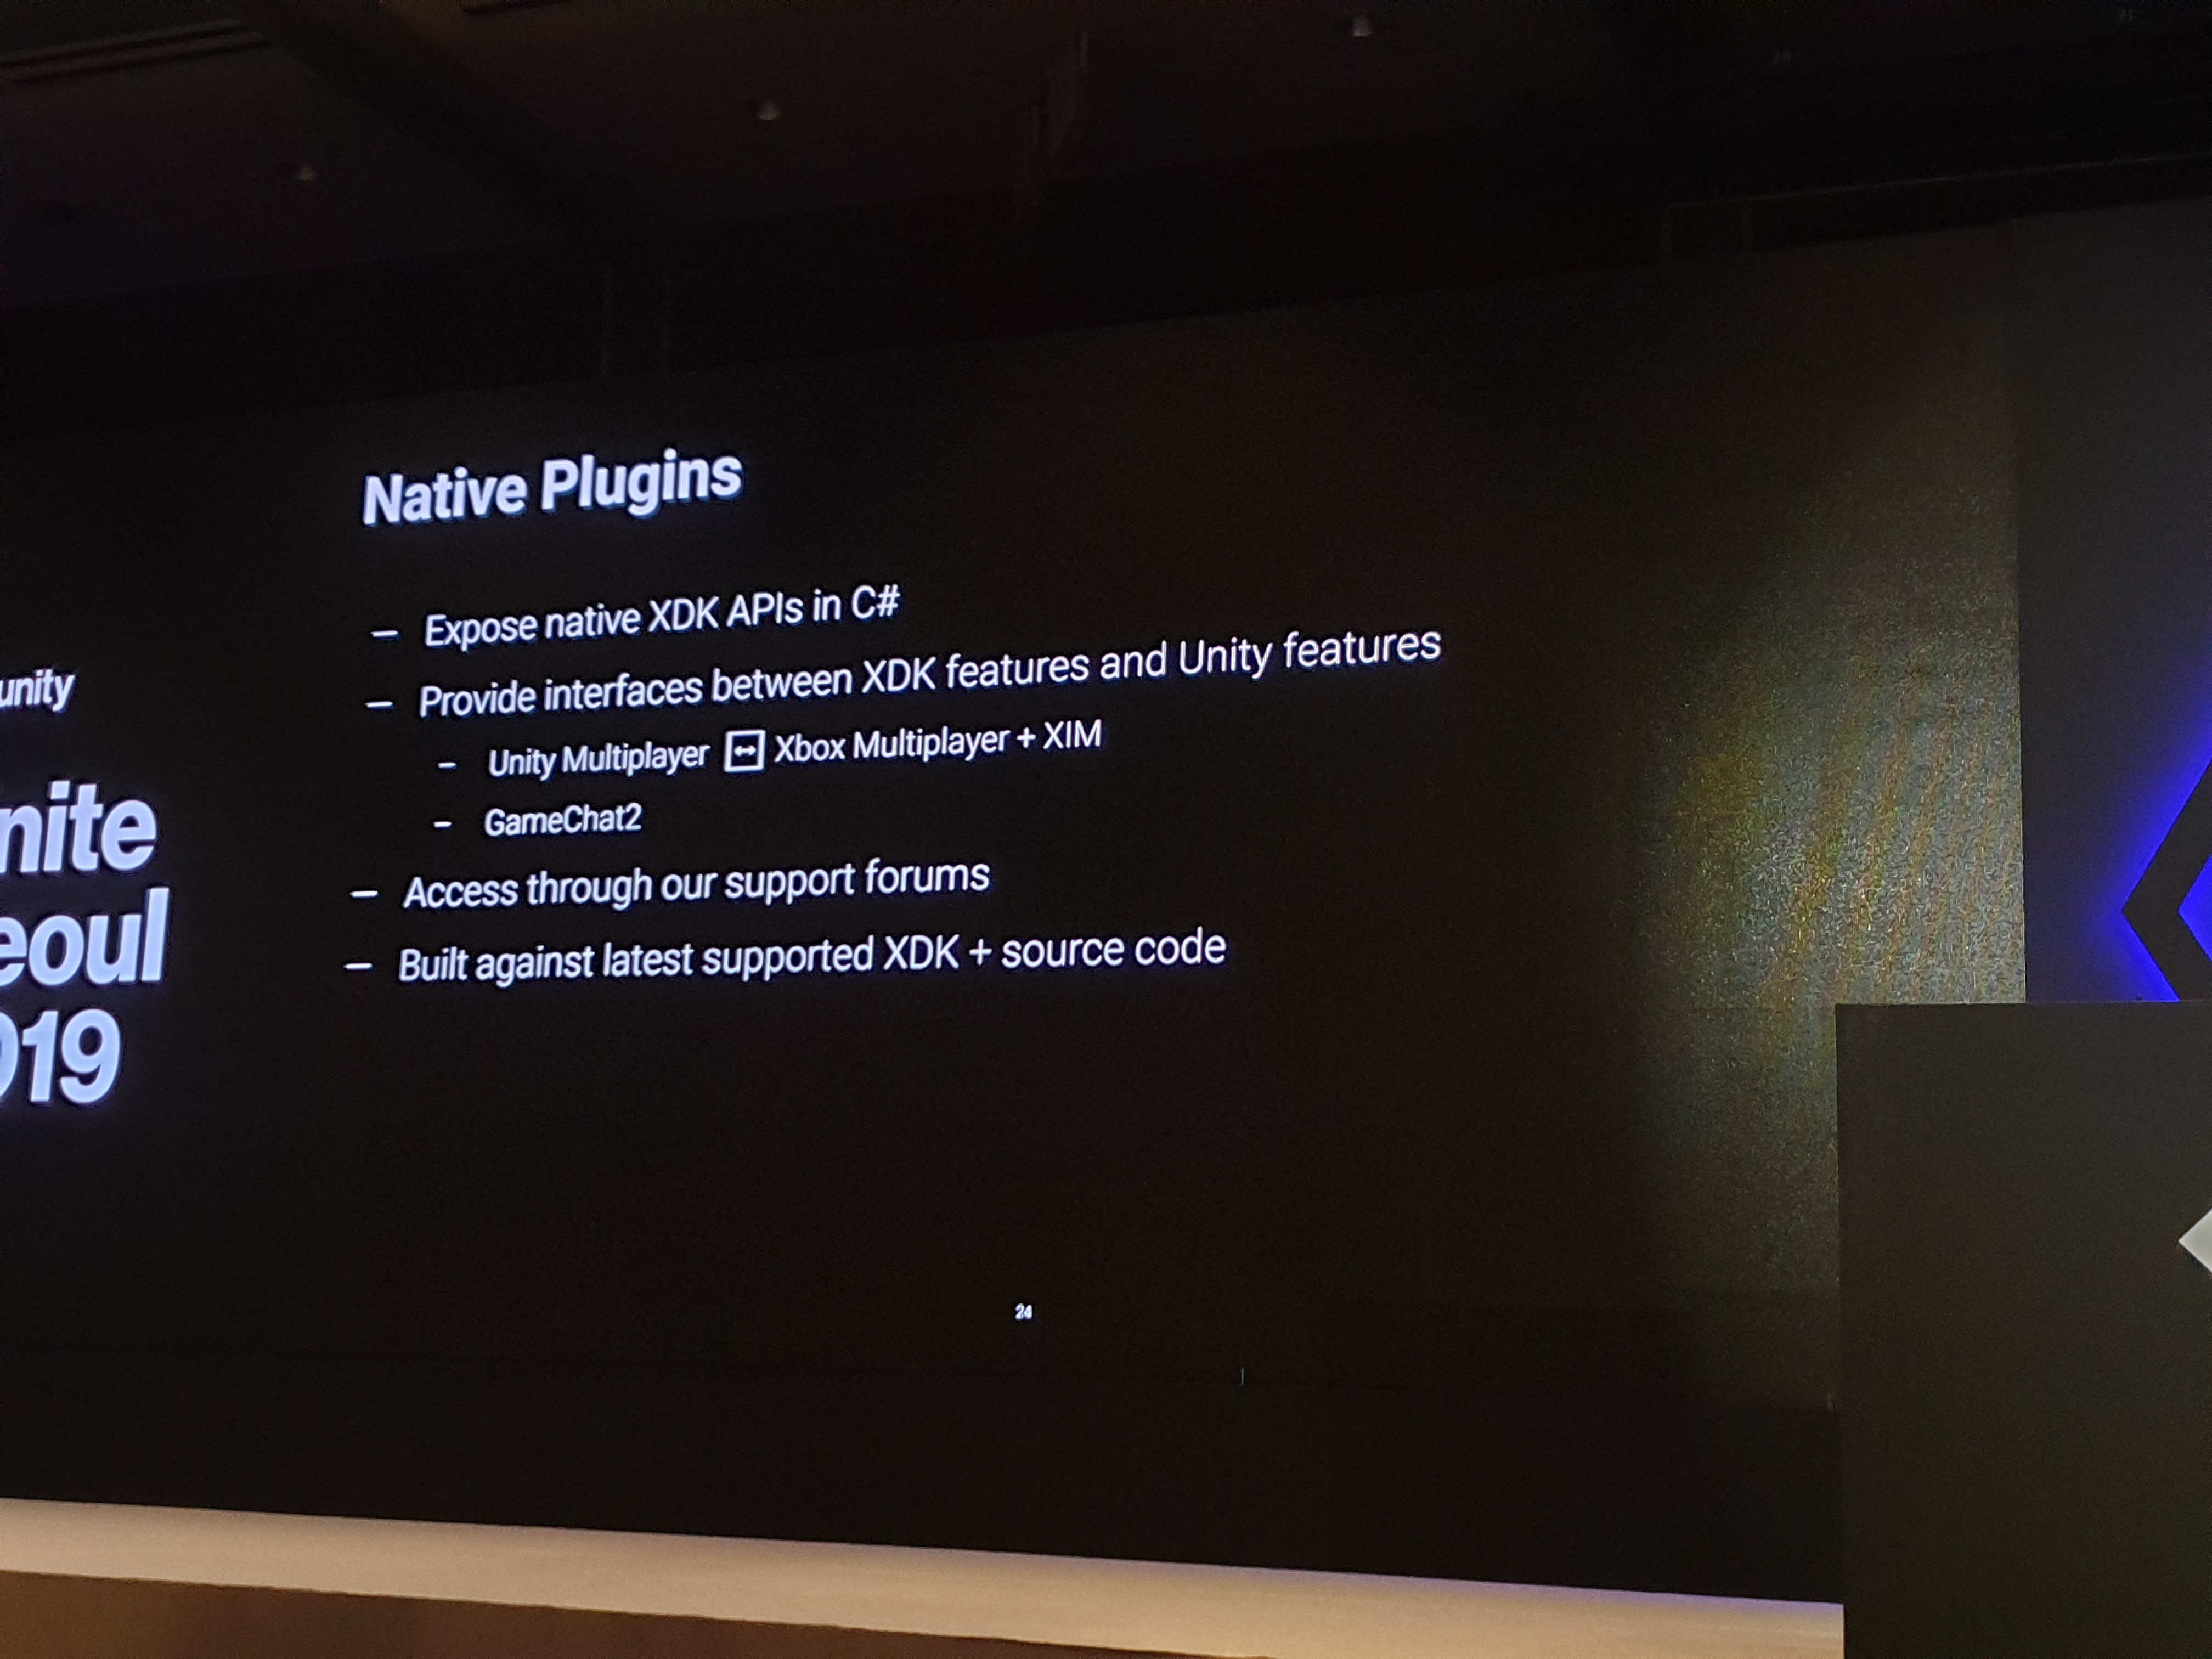 Native Plugins
– Expose native XDK APIs in C#
– Provide interfaces between XDK features and Unity features
– Unity Multiplayer ↔ Xbox Multiplayer + XIM
– GameChat2
– Access through our support forums
– Built against latest supported XDK + source code
unity
nite
eoul
019
24